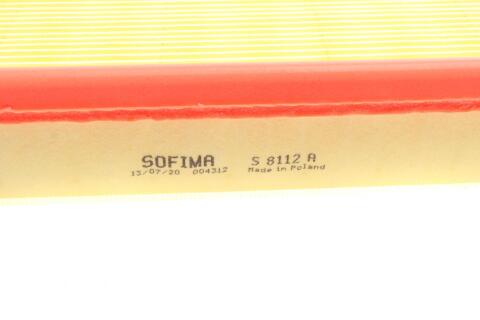 SOFIMA S 8112 A
13/07/20 004312 Made in Poland